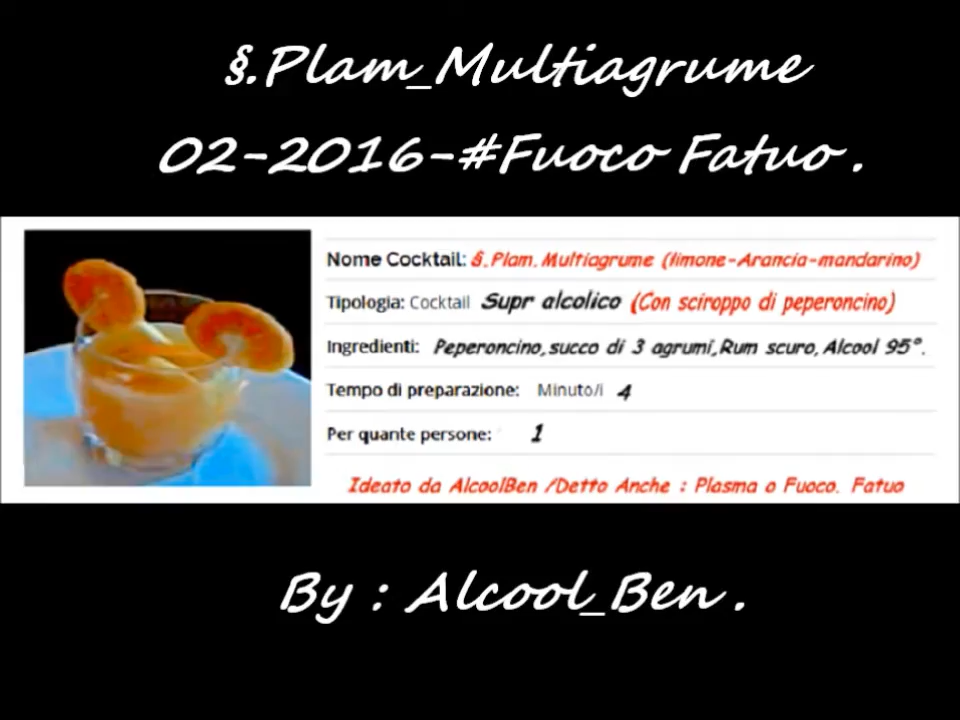 §.Plam_Multiagrume
02-2016-#Fuoco Fatuo.
Nome Cocktail: §.Plam.Multiagrume (limone-Arancia-mandarino)
Tipologia: Cocktail Supr alcolico (Con sciroppo di peperoncino)
Ingredienti: Peperoncino,succo di 3 agrumi,Rum scuro,Alcool 95°.
Tempo di preparazione: Minuto/i 4
Per quante persone: 1
Ideato da AlcoolBen /Detto Anche : Plasma o Fuoco. Fatuo
By : Alcool_Ben.